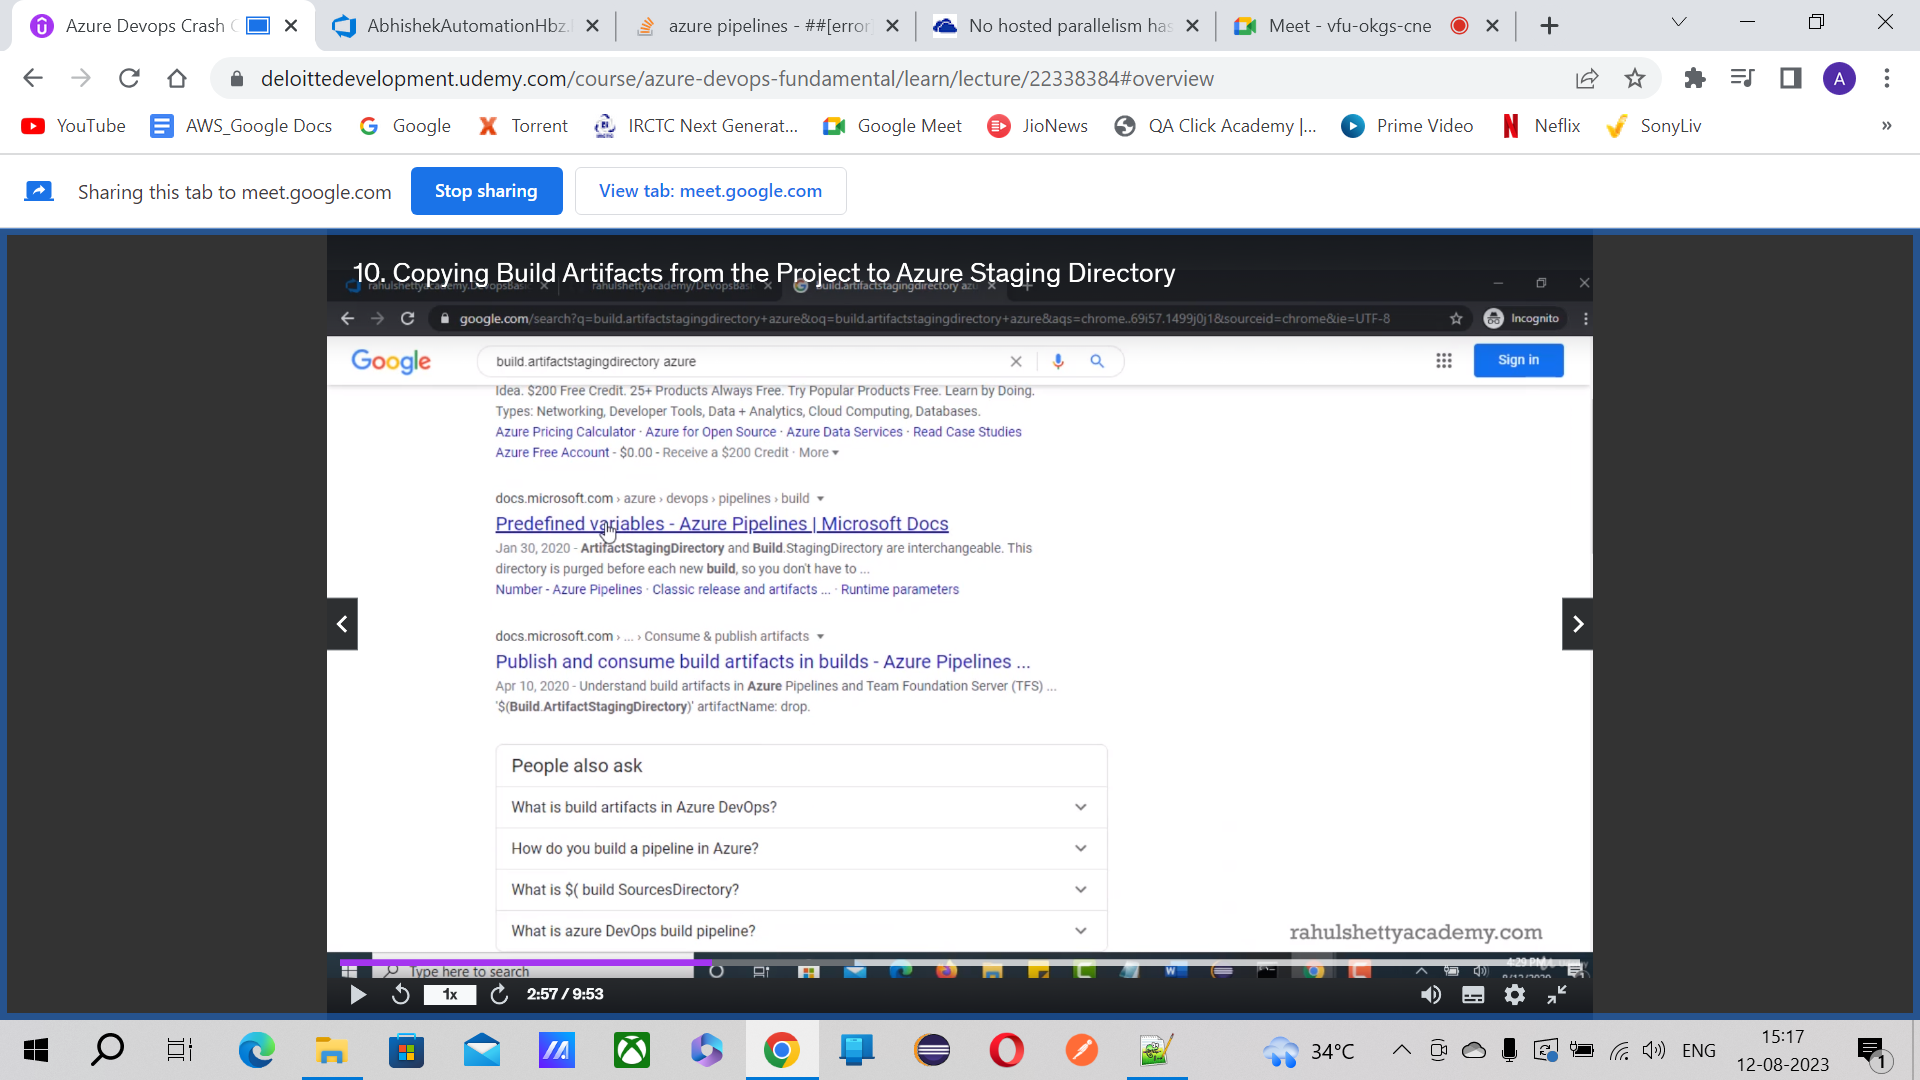 Azure Devops Crash C
AbhishekAutomationHbz.
azure pipelines - ##[error
No hosted parallelism has
Meet - vfu-okgs-cne
deloittedevelopment.udemy.com/course/azure-devops-fundamental/learn/lecture/22338384#overview
A
YouTube
AWS_Google Docs
Google
Torrent
IRCTC Next Generat...
Google Meet
JioNews
QA Click Academy |...
Prime Video
Neflix
SonyLiv
»
Sharing this tab to meet.google.com
Stop sharing
View tab: meet.google.com
10. Copying Build Artifacts from the Project to Azure Staging Directory
rahulshettyacademy.DevopsBas
rahulshettyacademy/DevopsBas
build.artifactstagingdirectory azu
google.com/search?q=build.artifactstagingdirectory+azure&oq=build.artifactstagingdirectory+azure&aqs=chrome..69i57.1499j0j1&sourceid=chrome&ie=UTF-8
Incognito
Google
build.artifactstagingdirectory azure
Sign in
Idea. $200 Free Credit. 25+ Products Always Free. Try Popular Products Free. Learn by Doing.
Types: Networking, Developer Tools, Data + Analytics, Cloud Computing, Databases.
Azure Pricing Calculator · Azure for Open Source · Azure Data Services · Read Case Studies
Azure Free Account - $0.00 - Receive a $200 Credit · More
docs.microsoft.com › azure › devops › pipelines › build
Predefined variables - Azure Pipelines | Microsoft Docs
Jan 30, 2020 - ArtifactStagingDirectory and Build.StagingDirectory are interchangeable. This
directory is purged before each new build, so you don't have to ...
Number - Azure Pipelines · Classic release and artifacts ... · Runtime parameters
docs.microsoft.com › ... › Consume & publish artifacts
Publish and consume build artifacts in builds - Azure Pipelines ...
Apr 10, 2020 - Understand build artifacts in Azure Pipelines and Team Foundation Server (TFS) ...
'$(Build.ArtifactStagingDirectory)' artifactName: drop.
People also ask
What is build artifacts in Azure DevOps?
How do you build a pipeline in Azure?
What is $( build SourcesDirectory?
What is azure DevOps build pipeline?
rahulshettyacademy.com
Type here to search
4:29 PM
1x
2:57 / 9:53
34°C
ENG
15:17
12-08-2023
1